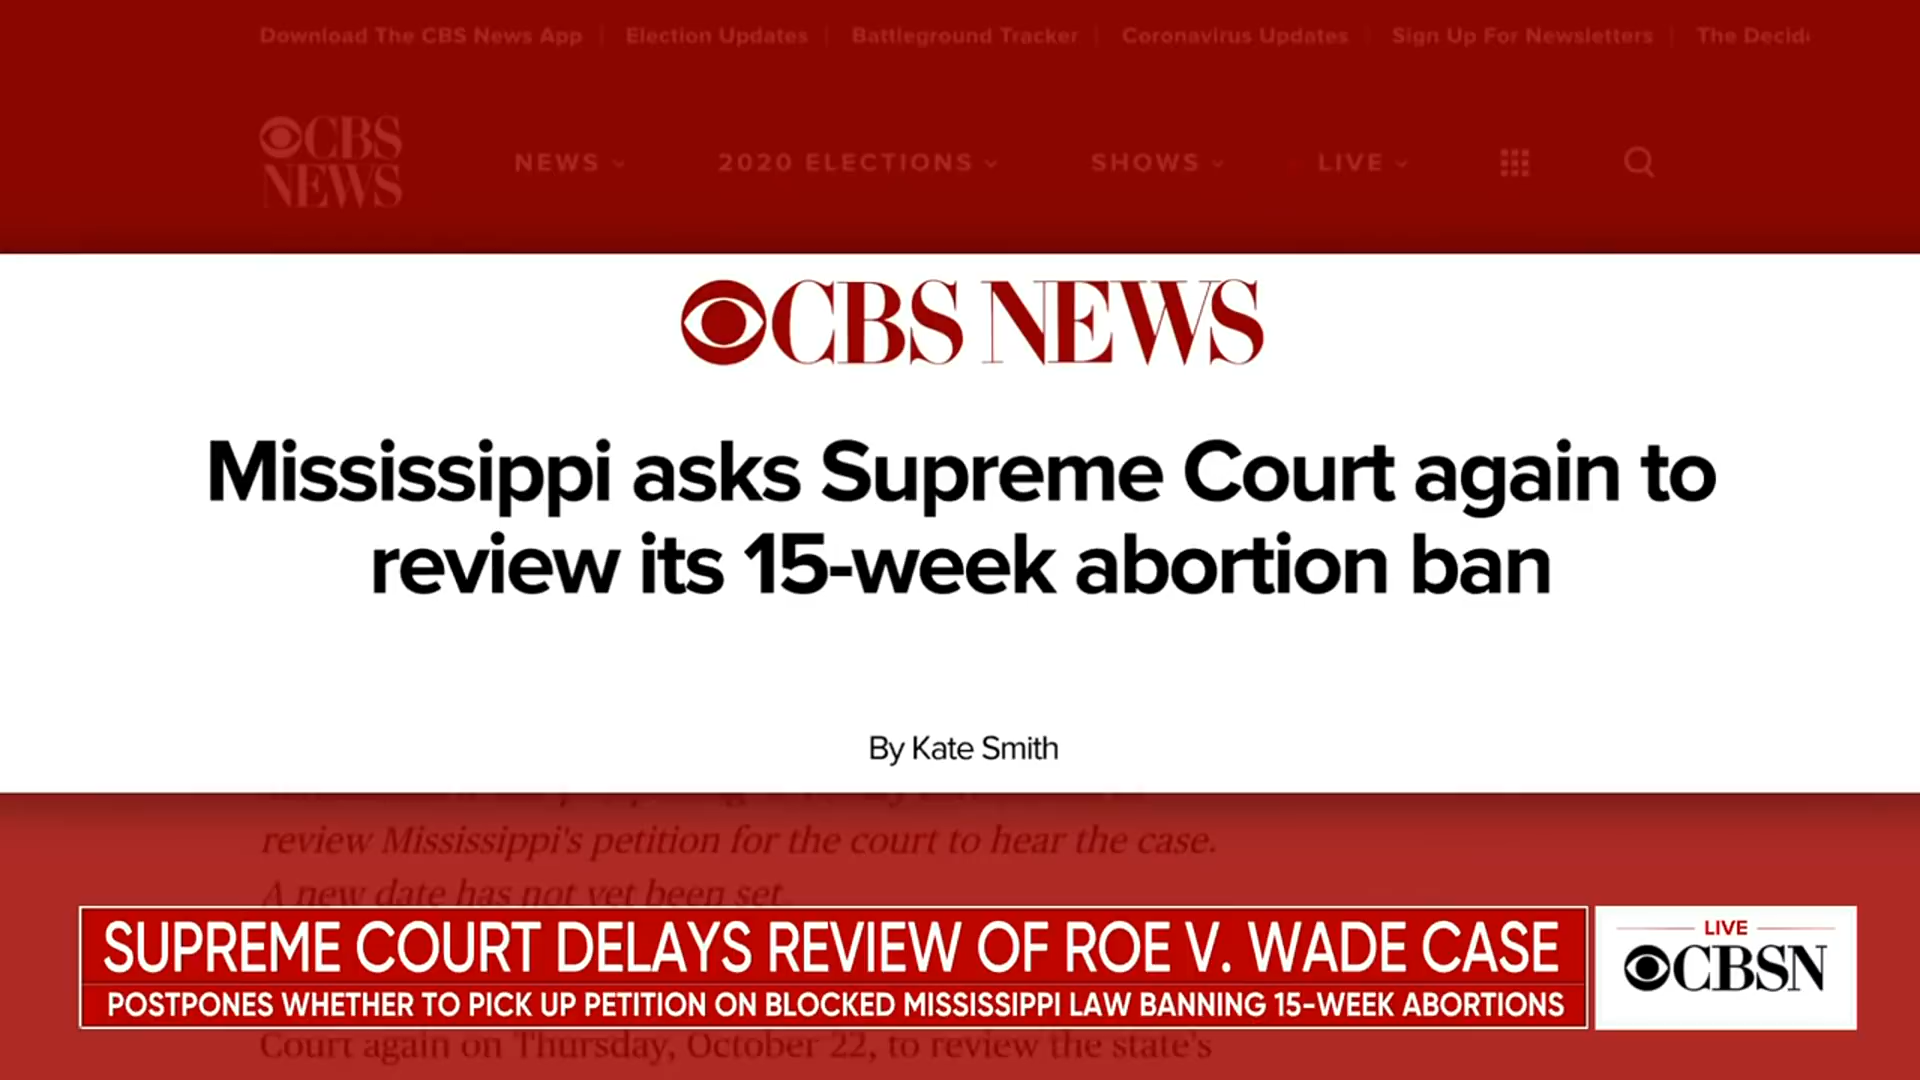 Download The CBS News App | Election Updates | Battleground Tracker | Coronavirus Updates | Sign Up For Newsletters | The
CBS NEWS
NEWS 2020 ELECTIONS SHOWS LIVE
CBS NEWS
Mississippi asks Supreme Court again to
review its 15-week abortion ban
By Kate Smith
review Mississippi's petition for the court to hear the case.
A new date has not yet been set.
SUPREME COURT DELAYS REVIEW OF ROE V. WADE CASE
POSTPONES WHETHER TO PICK UP PETITION ON BLOCKED MISSISSIPPI LAW BANNING 15-WEEK ABORTIONS
LIVE
CBSN
Court again on Thursday, October 22, to review the state's